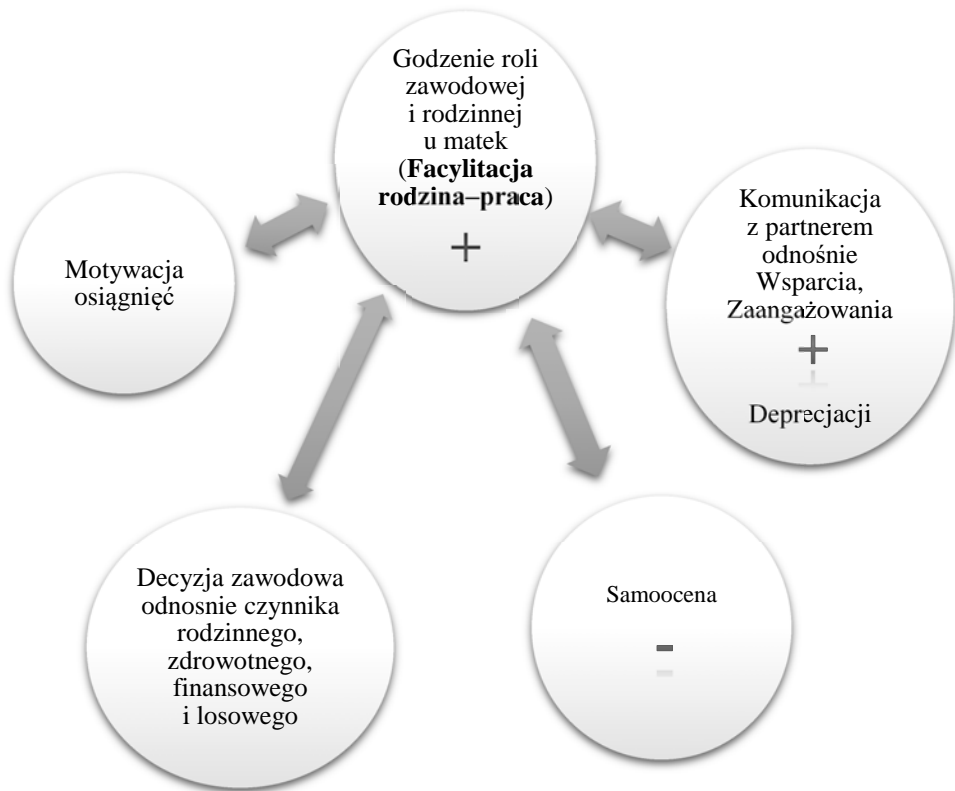 Godzenie roli
zawodowej
i rodzinnej
u matek
(Facylitacja
rodzina–praca)
+
Motywacja
osiągnięć
Komunikacja
z partnerem
odnośnie
Wsparcia,
Zaangażowania
+
Deprecjacji
Decyzja zawodowa
odnosnie czynnika
rodzinnego,
zdrowotnego,
finansowego
i losowego
Samoocena
-